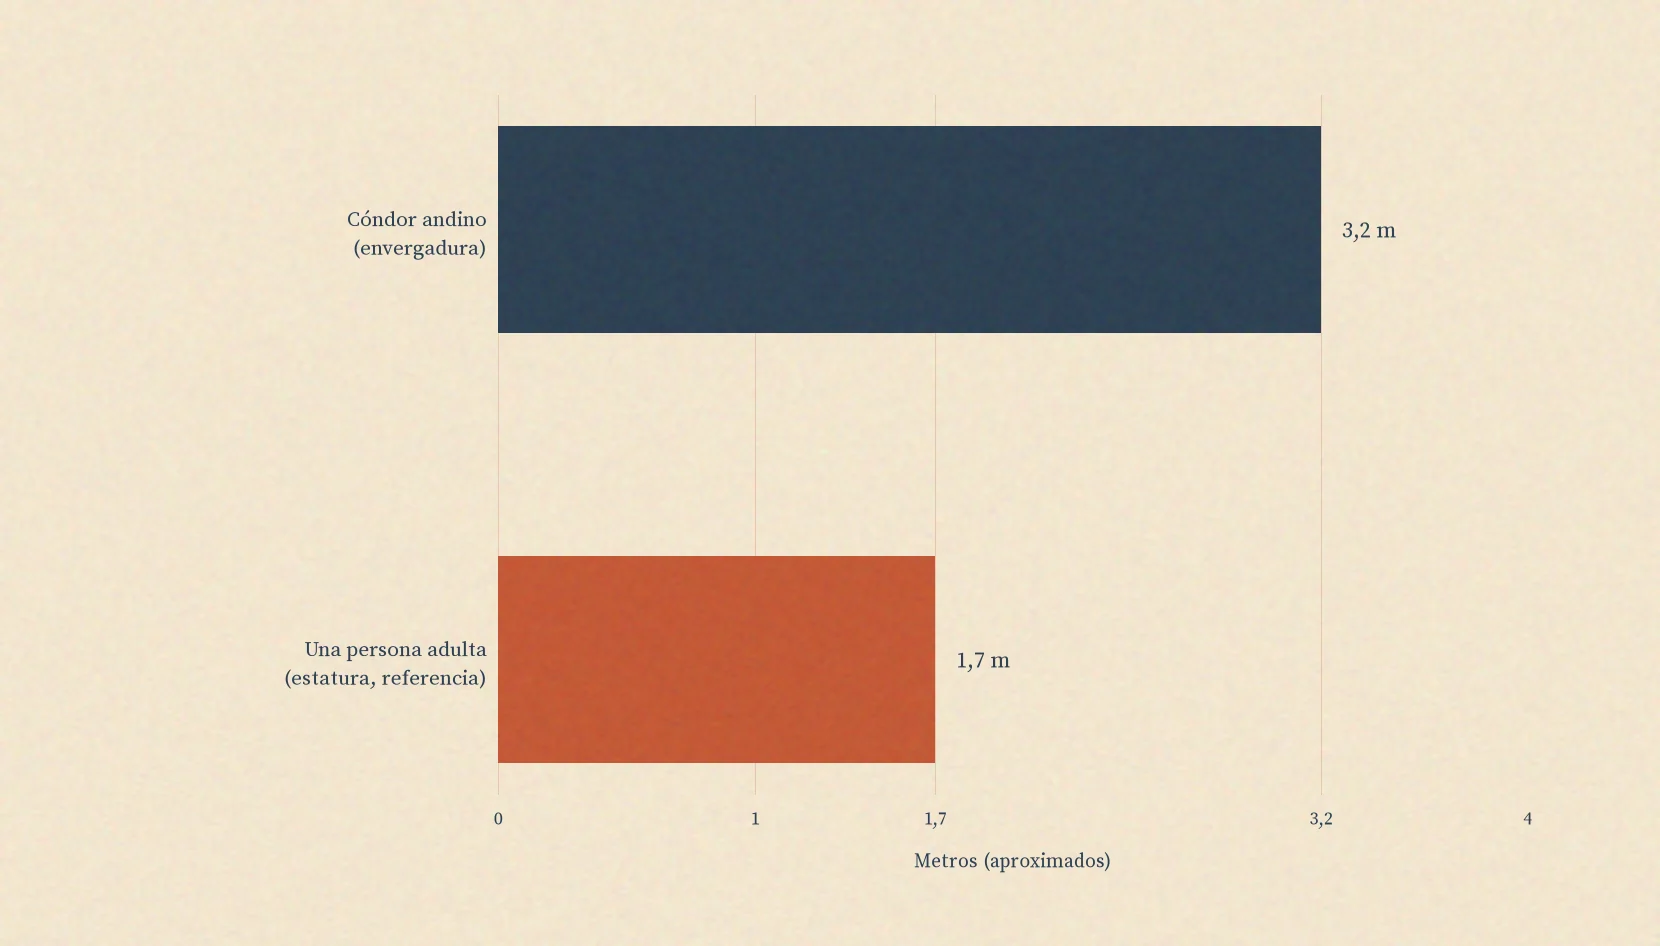 Cóndor andino
(envergadura)
3,2 m
Una persona adulta
(estatura, referencia)
1,7 m
0 1 1,7 3,2 4
Metros (aproximados)